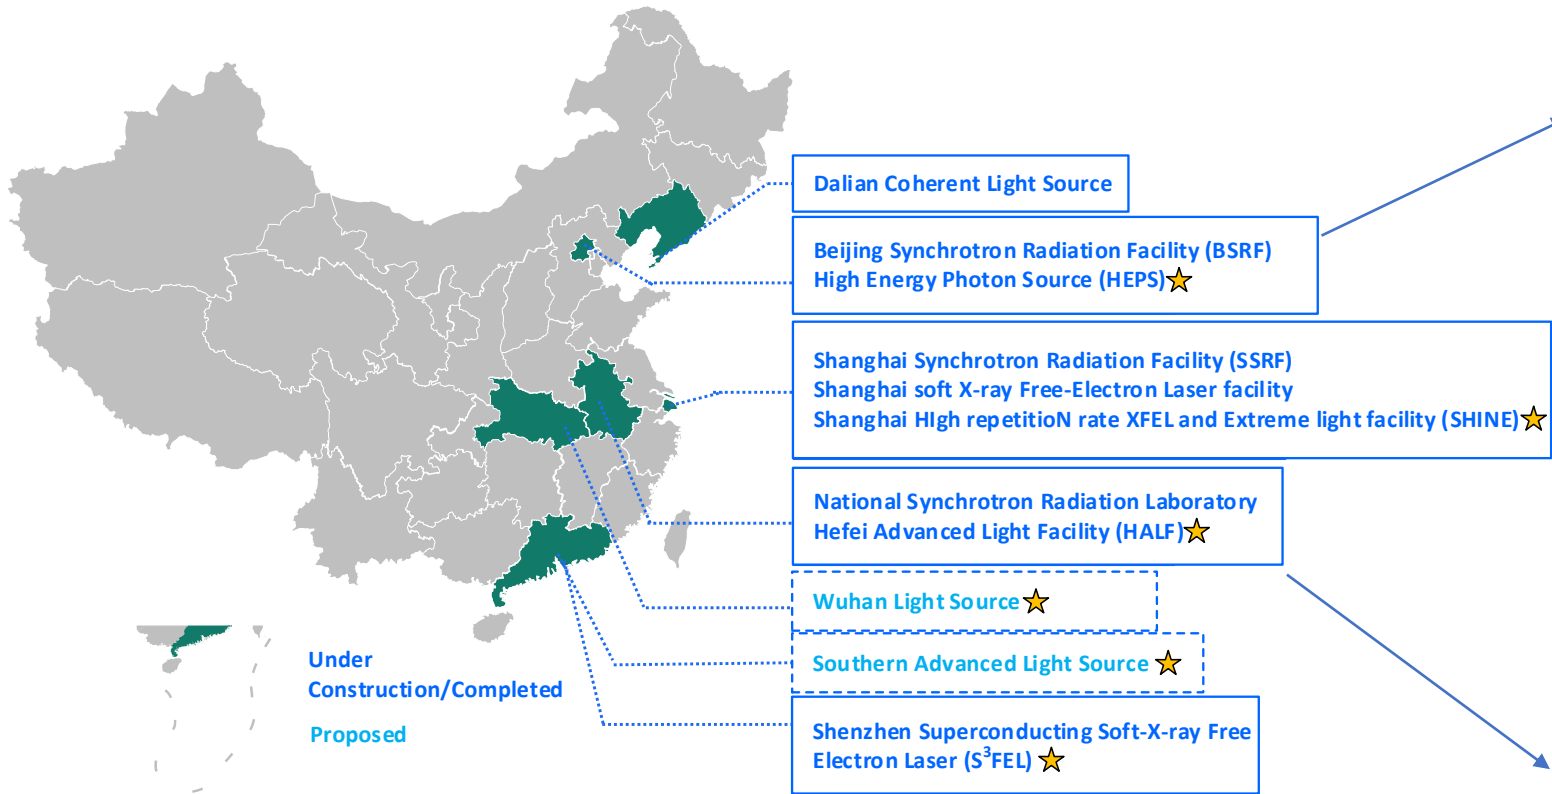 Dalian Coherent Light Source
Beijing Synchrotron Radiation Facility (BSRF)
High Energy Photon Source (HEPS)
Shanghai Synchrotron Radiation Facility (SSRF)
Shanghai soft X-ray Free-Electron Laser facility
Shanghai HIgh repetitioN rate XFEL and Extreme light facility (SHINE)
National Synchrotron Radiation Laboratory
Hefei Advanced Light Facility (HALF)
Wuhan Light Source
Southern Advanced Light Source
Shenzhen Superconducting Soft-X-ray Free
Electron Laser (S³FEL)
Under
Construction/Completed
Proposed